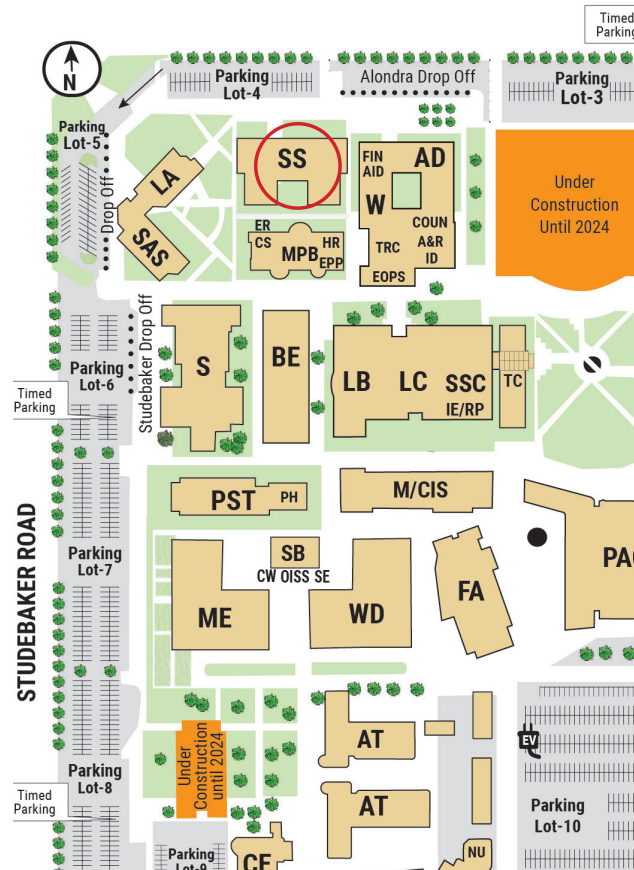 Timed
Parking
N
Parking
Lot-4
Alondra Drop Off
Parking
Lot-3
Parking
Lot-5
Drop Off
LA
SAS
SS
FIN
AID
AD
W
COUN
A&R
ID
TRC
EOPS
ER
CS
MPB
HR
EPP
Under
Construction
Until 2024
Studebaker Drop Off
Parking
Lot-6
Timed
Parking
S
BE
LB
LC
SSC
IE/RP
TC
STUDEBAKER ROAD
PST
PH
M/CIS
Parking
Lot-7
SB
CW OISS SE
ME
WD
FA
PAC
Under
Construction
until 2024
AT
AT
EV
Parking
Lot-8
Timed
Parking
Parking
Lot-10
Parking
Lot-9
CE
NU